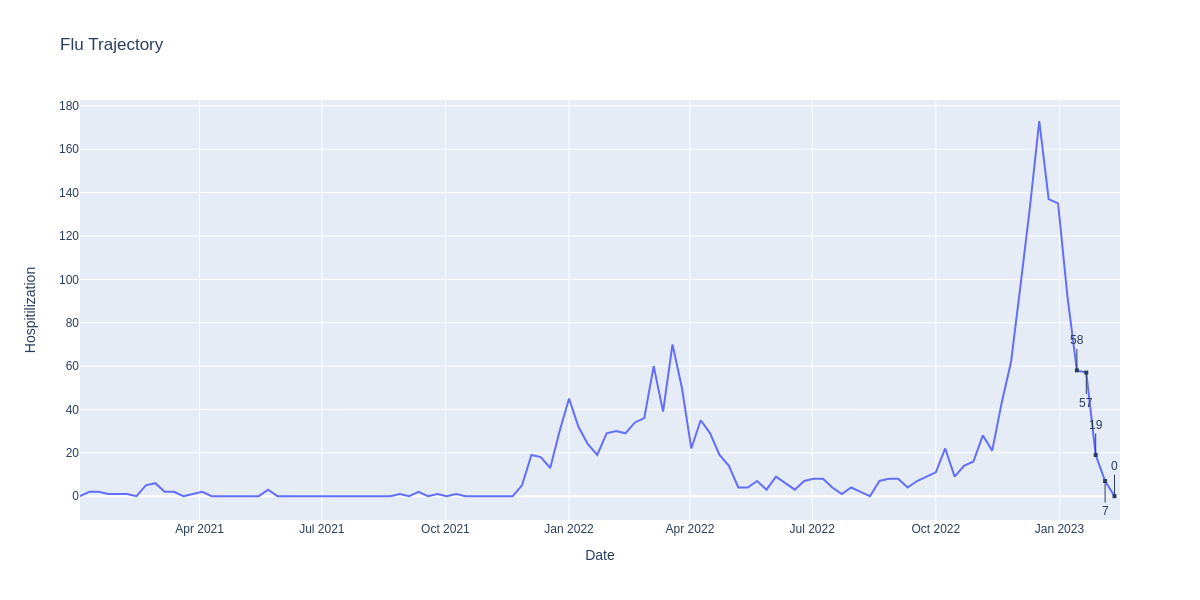 Flu Trajectory
180
160
140
120
100
80
60
40
20
0
Hospitilization
58
57
19
0
7
Apr 2021
Jul 2021
Oct 2021
Jan 2022
Apr 2022
Jul 2022
Oct 2022
Jan 2023
Date